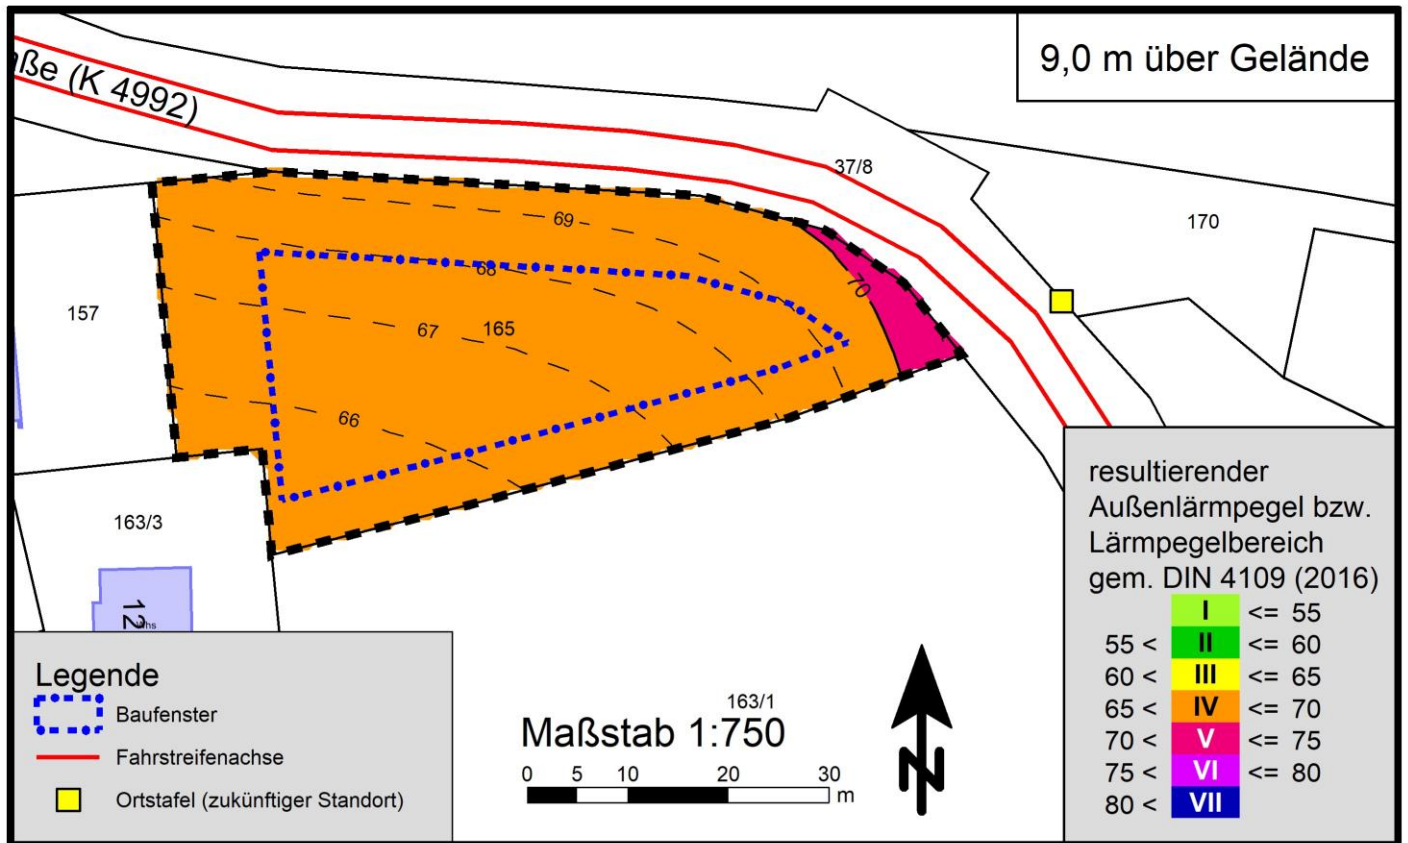 9,0 m über Gelände
ße (K 4992)
37/8
170
69
68
70
157
67
165
66
163/3
12
Whs
Legende
Baufenster
Fahrstreifenachse
Ortstafel (zukünftiger Standort)
163/1
Maßstab 1:750
0 5 10 20 30
m
N
resultierender
Außenlärmpegel bzw.
Lärmpegelbereich
gem. DIN 4109 (2016)
I <= 55
55 < II <= 60
60 < III <= 65
65 < IV <= 70
70 < V <= 75
75 < VI <= 80
80 < VII